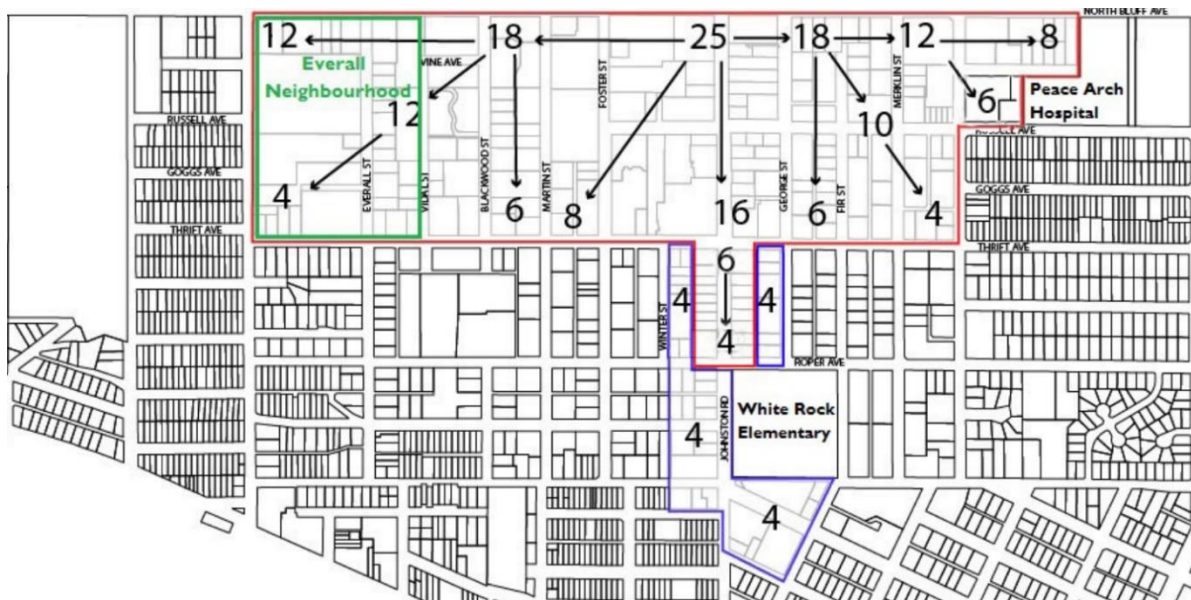 NORTH BLUFF AVE
12
18
25
18
12
8
Everall
Neighbourhood
VINE AVE
FOSTER ST
MERKLIN ST
Peace Arch
Hospital
6
12
10
RUSSELL AVE
RUSSELL AVE
GOGGS AVE
EVERALL ST
VIDAL ST
BLACKWOOD ST
MARTIN ST
GEORGE ST
FIR ST
GOGGS AVE
4
6
8
16
6
4
THRIFT AVE
THRIFT AVE
6
WINTER ST
4
4
4
ROPER AVE
JOHNSTON RD
White Rock
Elementary
4
4